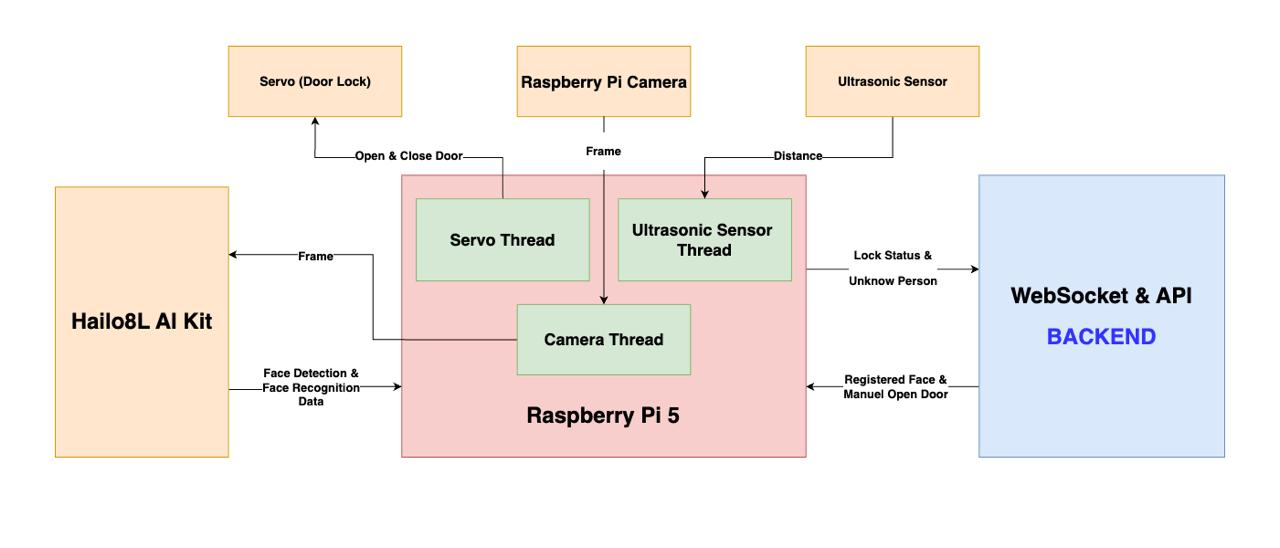 Servo (Door Lock)
Raspberry Pi Camera
Ultrasonic Sensor
Open & Close Door
Frame
Distance
Servo Thread
Ultrasonic Sensor
Thread
Frame
Lock Status &
Unknow Person
Hailo8L AI Kit
Camera Thread
WebSocket & API
BACKEND
Face Detection &
Face Recognition
Data
Raspberry Pi 5
Registered Face &
Manuel Open Door